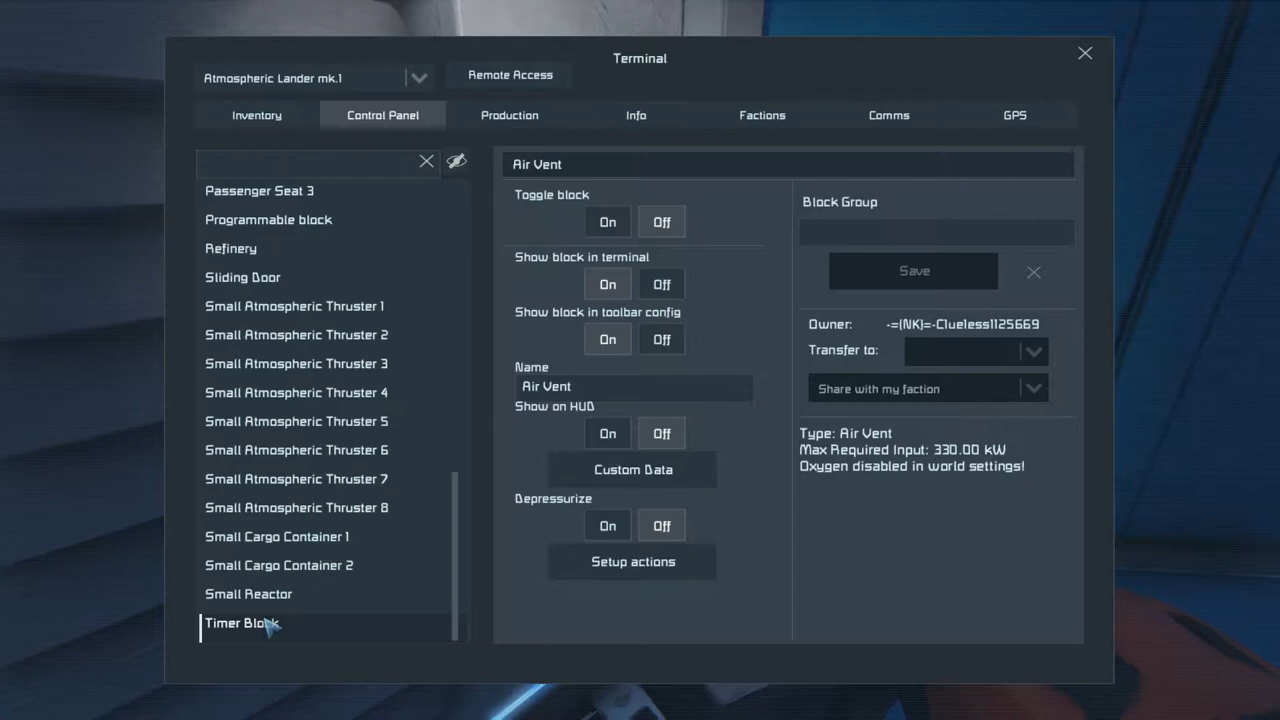 Terminal
Atmospheric Lander mk.1
Remote Access
Inventory
Control Panel
Production
Info
Factions
Comms
GPS
Passenger Seat 3
Programmable block
Refinery
Sliding Door
Small Atmospheric Thruster 1
Small Atmospheric Thruster 2
Small Atmospheric Thruster 3
Small Atmospheric Thruster 4
Small Atmospheric Thruster 5
Small Atmospheric Thruster 6
Small Atmospheric Thruster 7
Small Atmospheric Thruster 8
Small Cargo Container 1
Small Cargo Container 2
Small Reactor
Timer Block
Air Vent
Toggle block
On Off
Show block in terminal
On Off
Show block in toolbar config
On Off
Name
Air Vent
Show on HUD
On Off
Custom Data
Depressurize
On Off
Setup actions
Block Group
Save
Owner: -=(NK)=-Clueless1125669
Transfer to:
Share with my faction
Type: Air Vent
Max Required Input: 330.00 kW
Oxygen disabled in world settings!